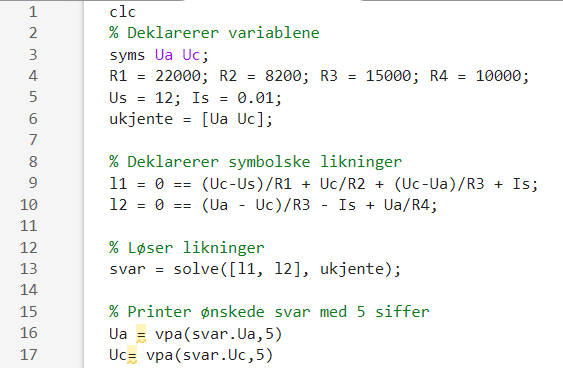 1 clc
2 % Deklarerer variablene
3 syms Ua Uc;
4 R1 = 22000; R2 = 8200; R3 = 15000; R4 = 10000;
5 Us = 12; Is = 0.01;
6 ukjente = [Ua Uc];
7
8 % Deklarerer symbolske likninger
9 l1 = 0 == (Uc-Us)/R1 + Uc/R2 + (Uc-Ua)/R3 + Is;
10 l2 = 0 == (Ua - Uc)/R3 - Is + Ua/R4;
11
12 % Løser likninger
13 svar = solve([l1, l2], ukjente);
14
15 % Printer ønskede svar med 5 siffer
16 Ua = vpa(svar.Ua,5)
17 Uc= vpa(svar.Uc,5)